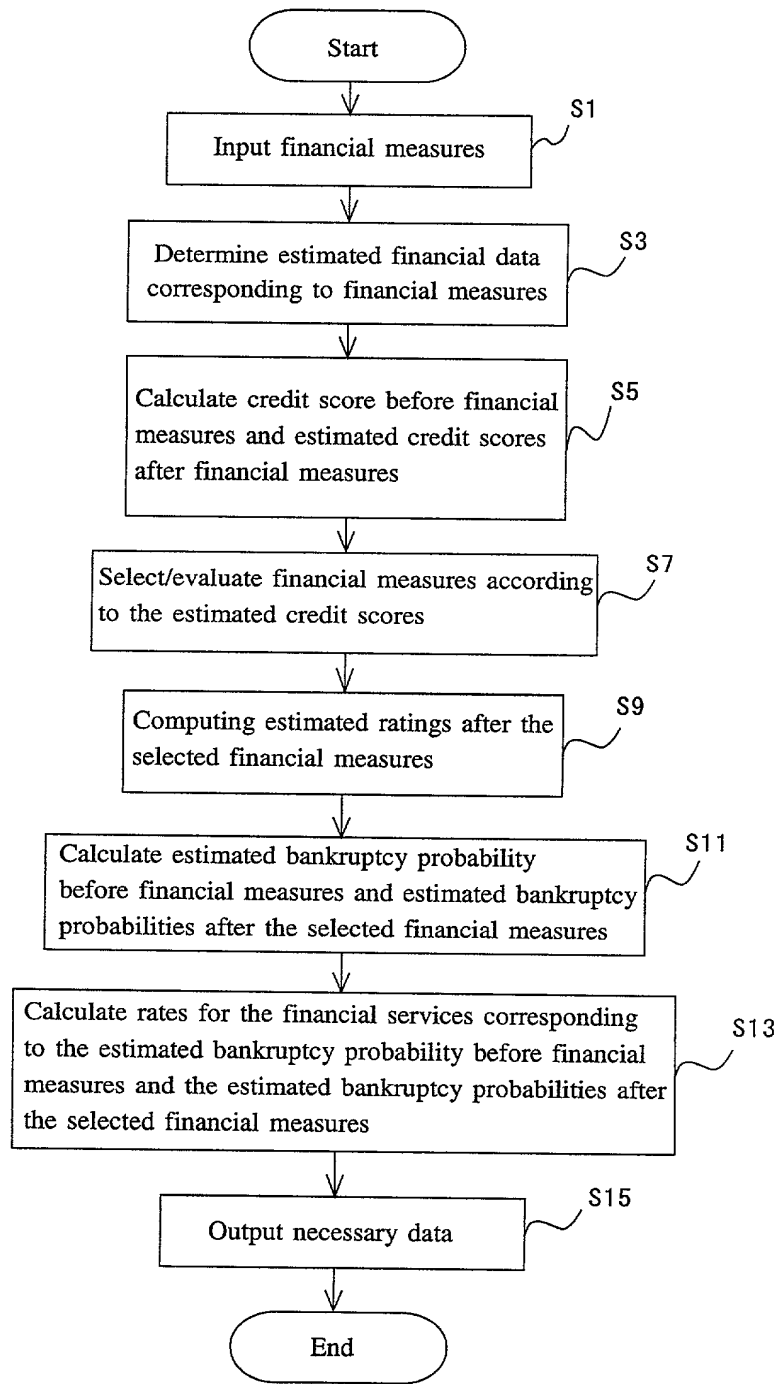 Start
S1
Input financial measures
S3
Determine estimated financial data
corresponding to financial measures
S5
Calculate credit score before financial
measures and estimated credit scores
after financial measures
S7
Select/evaluate financial measures according
to the estimated credit scores
S9
Computing estimated ratings after the
selected financial measures
S11
Calculate estimated bankruptcy probability
before financial measures and estimated bankruptcy
probabilities after the selected financial measures
S13
Calculate rates for the financial services corresponding
to the estimated bankruptcy probability before financial
measures and the estimated bankruptcy probabilities after
the selected financial measures
S15
Output necessary data
End